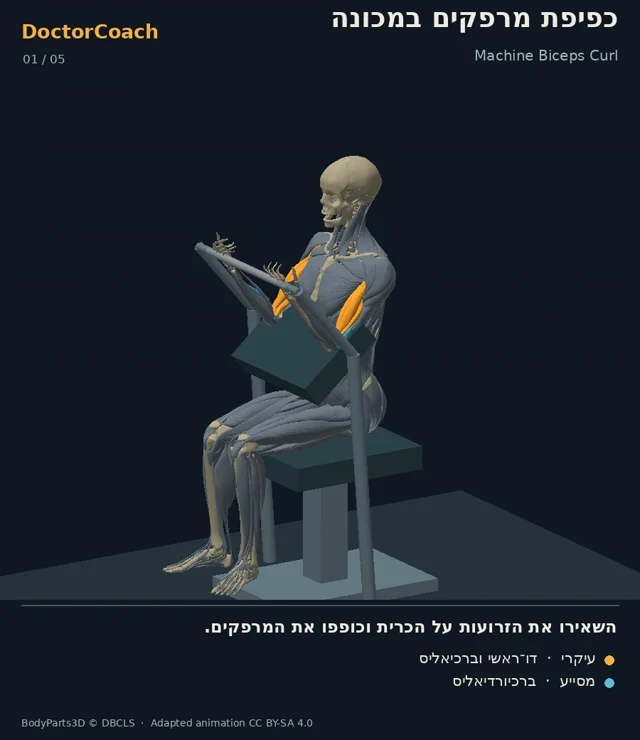 כפיפת מרפקים במכונה
DoctorCoach
Machine Biceps Curl
01 / 05
השאירו את הזרועות על הכרית וכופפו את המרפקים.
עיקרי · דו־ראשי וברכיאליס
מסייע · ברכיורדיאליס
BodyParts3D © DBCLS · Adapted animation CC BY-SA 4.0